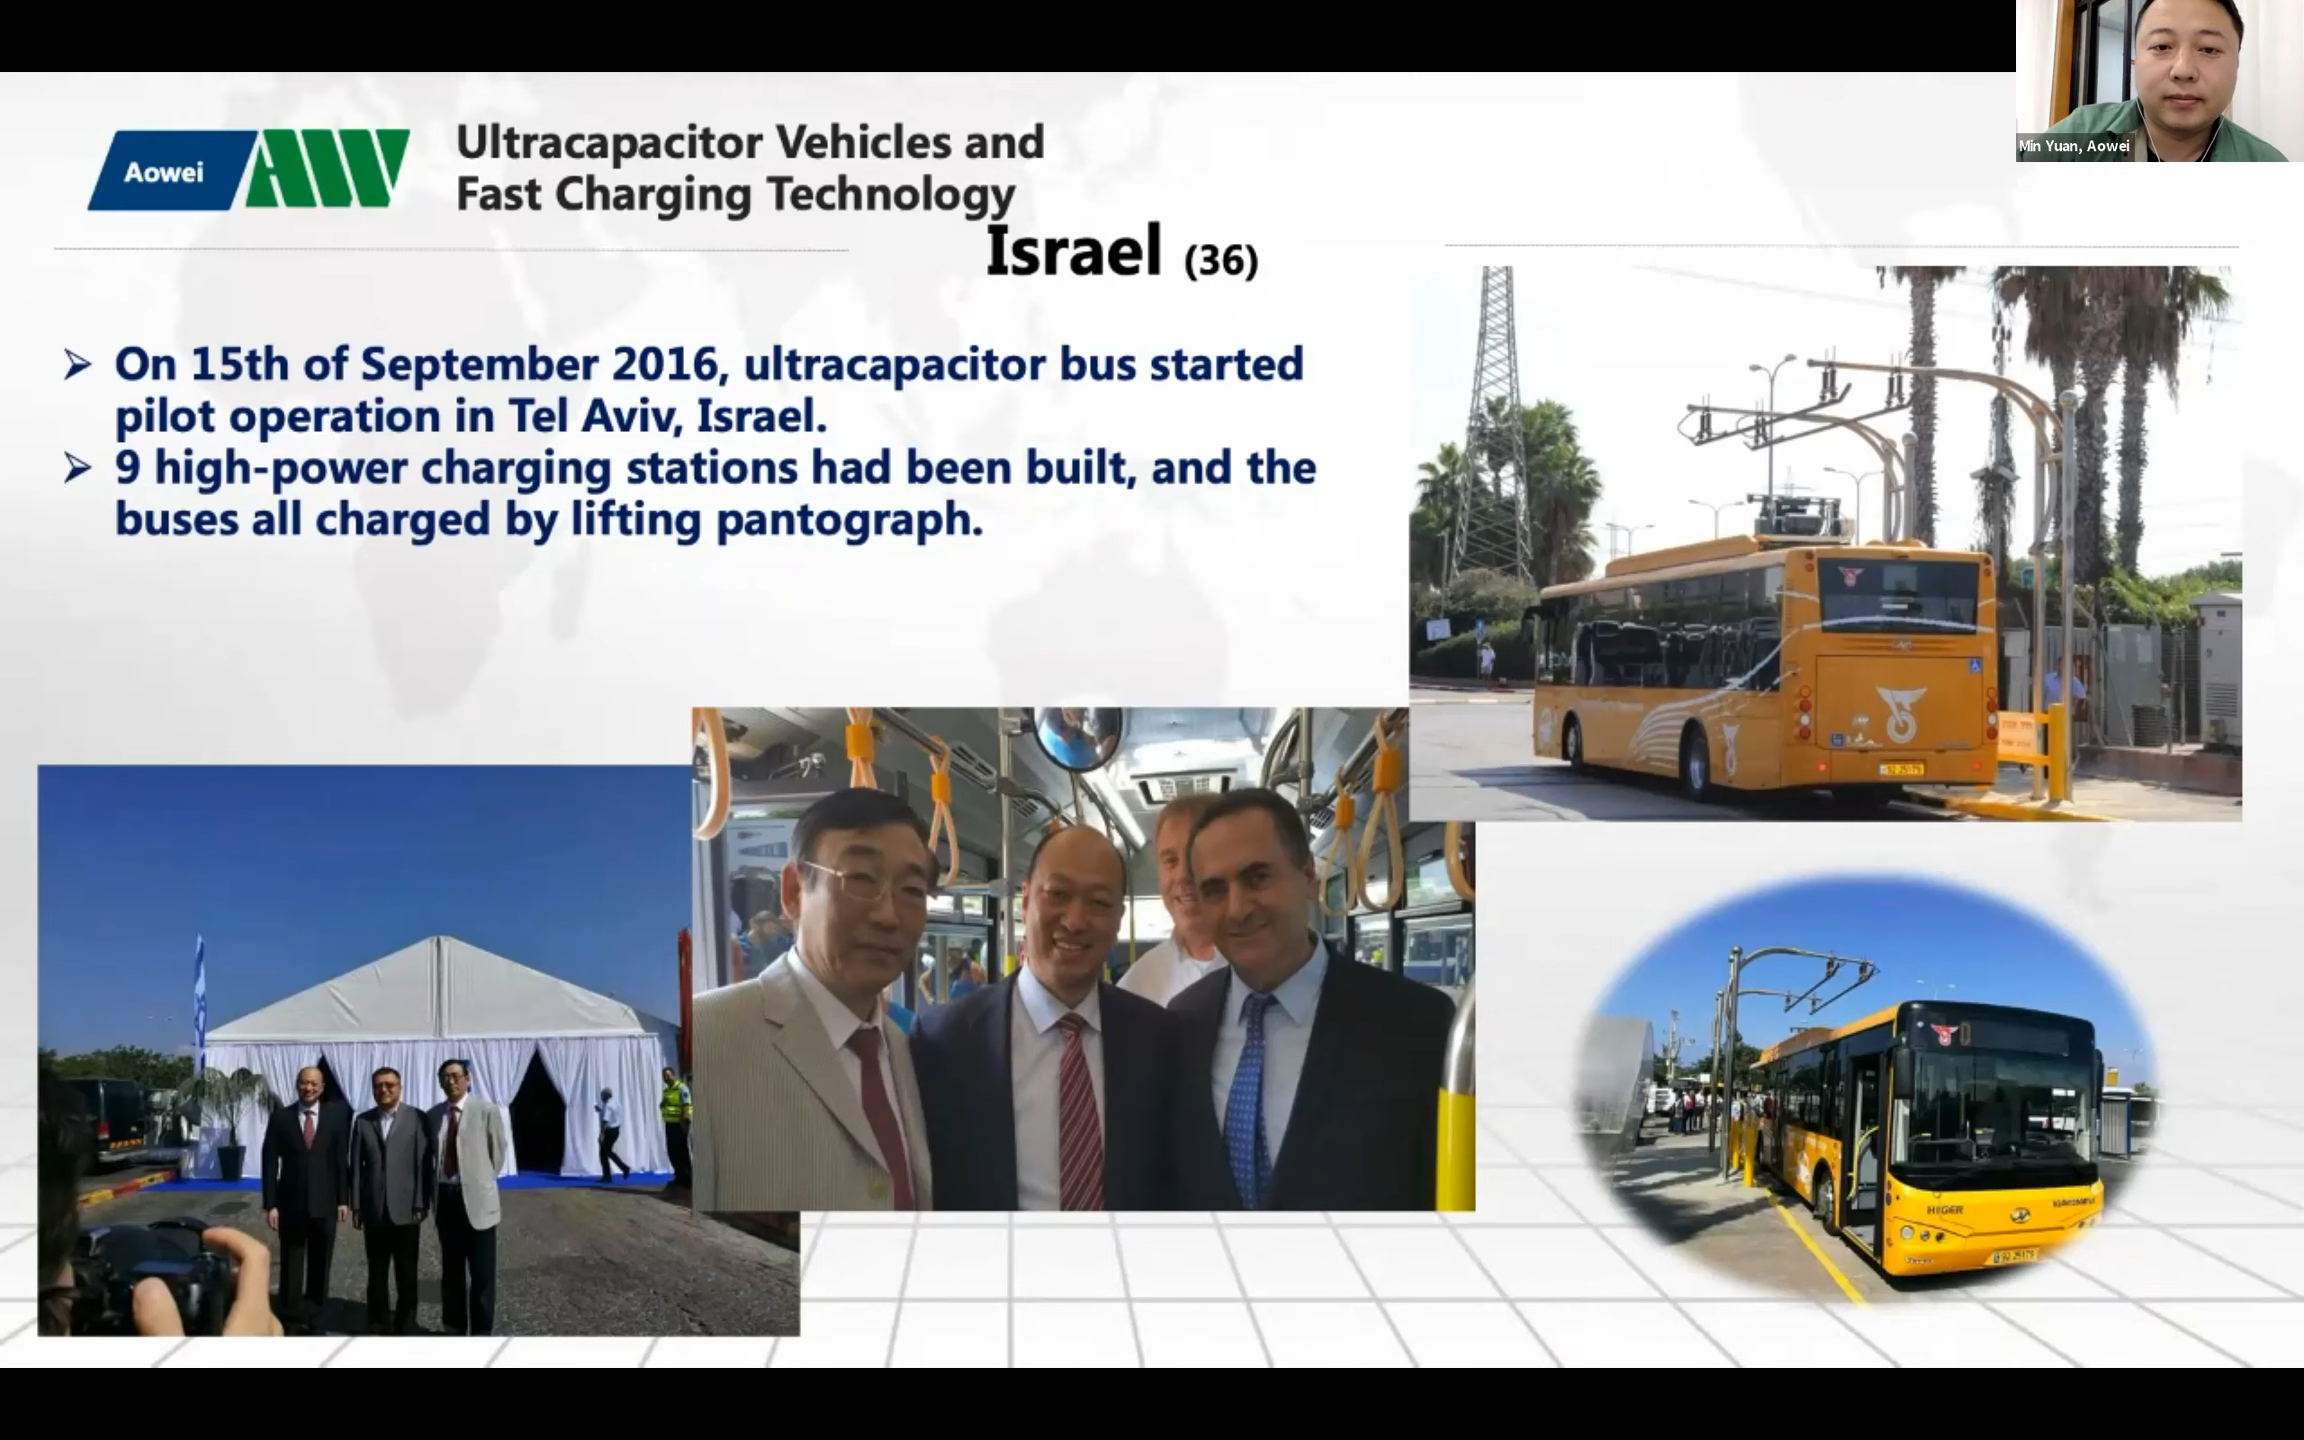 Min Yuan, Aowei
Aowei
Ultracapacitor Vehicles and
Fast Charging Technology
Israel (36)
➢ On 15th of September 2016, ultracapacitor bus started
pilot operation in Tel Aviv, Israel.
➢ 9 high-power charging stations had been built, and the
buses all charged by lifting pantograph.
HIGER